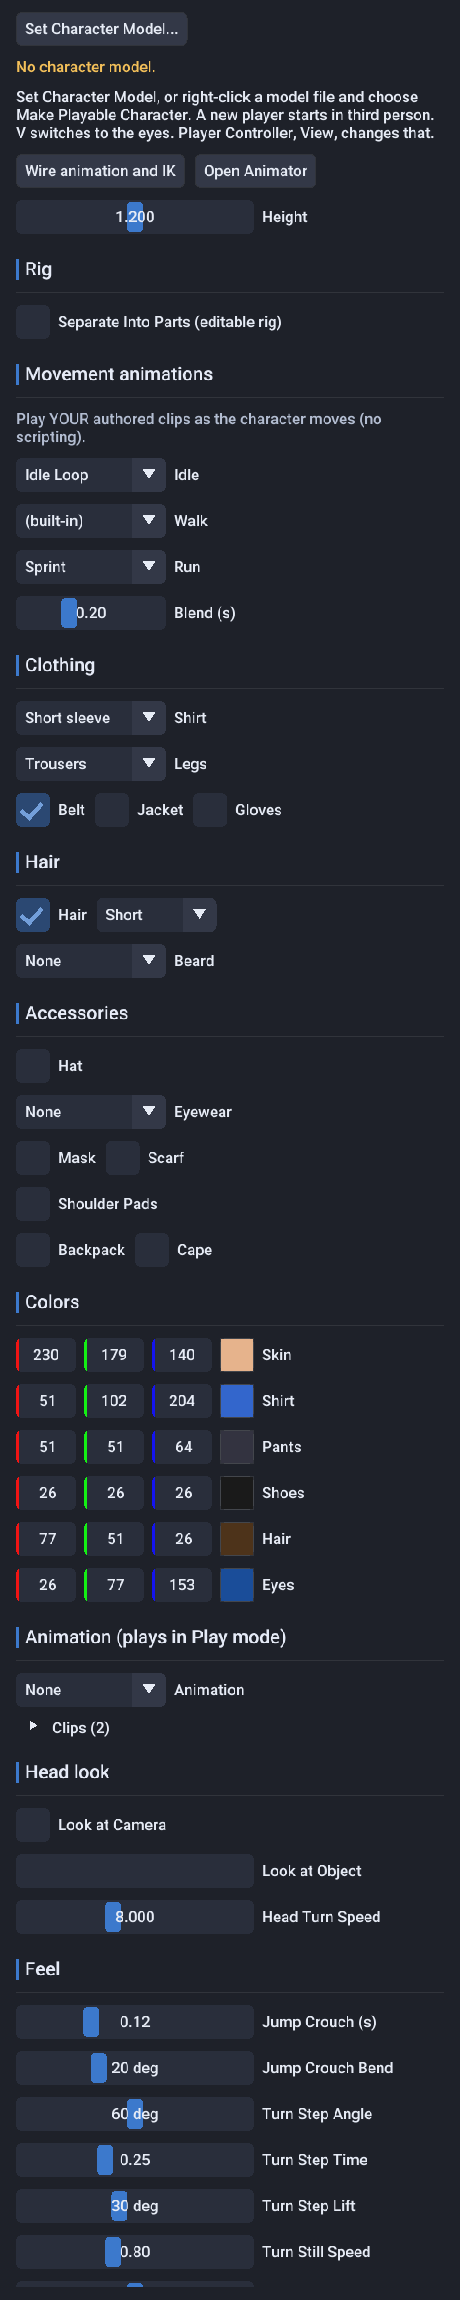 Set Character Model...
No character model.
Set Character Model, or right-click a model file and choose
Make Playable Character. A new player starts in third person.
V switches to the eyes. Player Controller, View, changes that.
Wire animation and IK Open Animator
1.200 Height
Rig
Separate Into Parts (editable rig)
Movement animations
Play YOUR authored clips as the character moves (no
scripting).
Idle Loop Idle
(built-in) Walk
Sprint Run
0.20 Blend (s)
Clothing
Short sleeve Shirt
Trousers Legs
Belt Jacket Gloves
Hair
Hair Short
None Beard
Accessories
Hat
None Eyewear
Mask Scarf
Shoulder Pads
Backpack Cape
Colors
230 179 140 Skin
51 102 204 Shirt
51 51 64 Pants
26 26 26 Shoes
77 51 26 Hair
26 77 153 Eyes
Animation (plays in Play mode)
None Animation
Clips (2)
Head look
Look at Camera
Look at Object
8.000 Head Turn Speed
Feel
0.12 Jump Crouch (s)
20 deg Jump Crouch Bend
60 deg Turn Step Angle
0.25 Turn Step Time
30 deg Turn Step Lift
0.80 Turn Still Speed